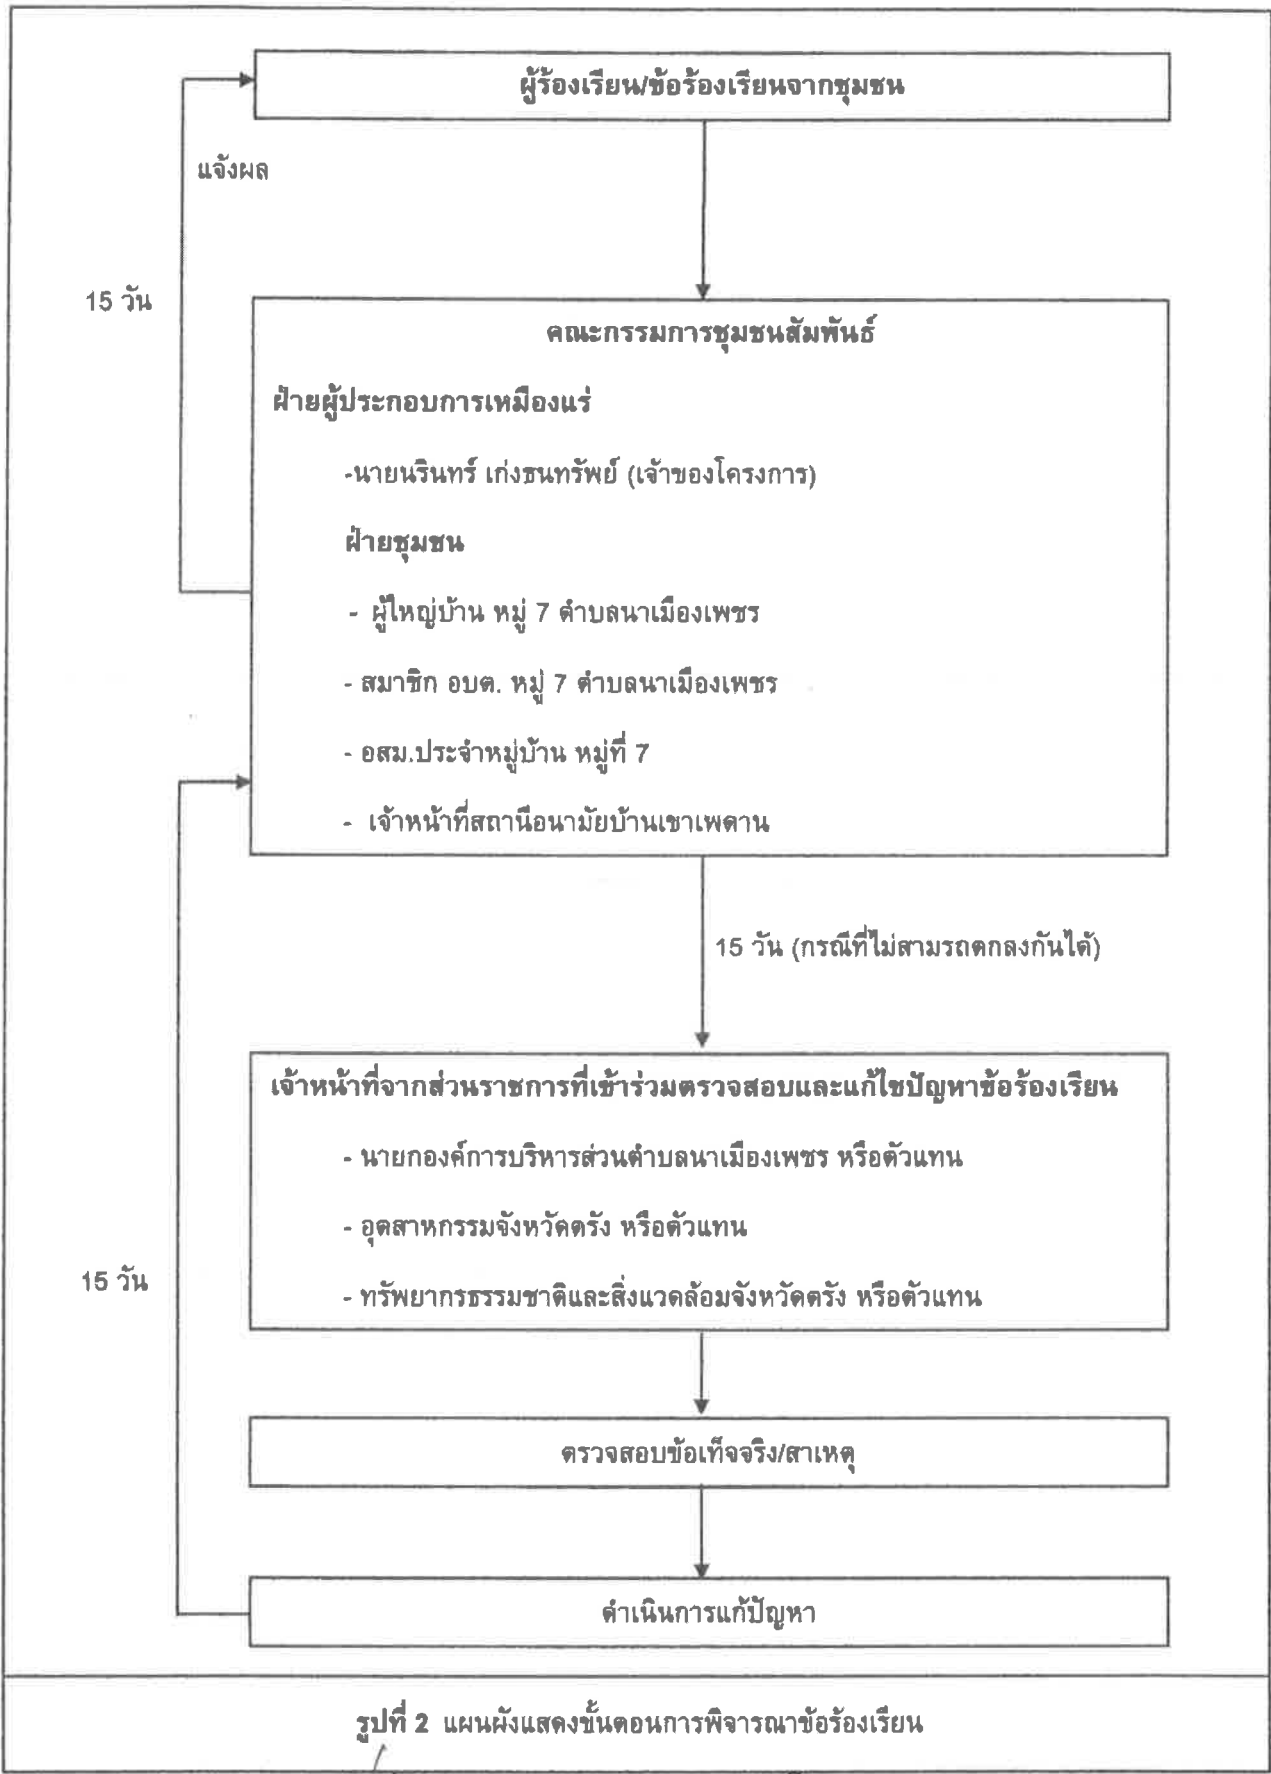 ผู้ร้องเรียน/ข้อร้องเรียนจากชุมชน
แจ้งผล
15 วัน
คณะกรรมการชุมชนสัมพันธ์
ฝ่ายผู้ประกอบการเหมืองแร่
-นายนรินทร์ เก่งธนทรัพย์ (เจ้าของโครงการ)
ฝ่ายชุมชน
- ผู้ใหญ่บ้าน หมู่ 7 ตำบลนาเมืองเพชร
- สมาชิก อบต. หมู่ 7 ตำบลนาเมืองเพชร
- อสม.ประจำหมู่บ้าน หมู่ที่ 7
- เจ้าหน้าที่สถานีอนามัยบ้านเขาเพดาน
15 วัน (กรณีที่ไม่สามรถตกลงกันได้)
เจ้าหน้าที่จากส่วนราชการที่เข้าร่วมตรวจสอบและแก้ไขปัญหาข้อร้องเรียน
- นายกองค์การบริหารส่วนตำบลนาเมืองเพชร หรือตัวแทน
- อุตสาหกรรมจังหวัดตรัง หรือตัวแทน
15 วัน
- ทรัพยากรธรรมชาติและสิ่งแวดล้อมจังหวัดตรัง หรือตัวแทน
ตรวจสอบข้อเท็จจริง/สาเหตุ
ดำเนินการแก้ปัญหา
รูปที่ 2 แผนผังแสดงขั้นตอนการพิจารณาข้อร้องเรียน